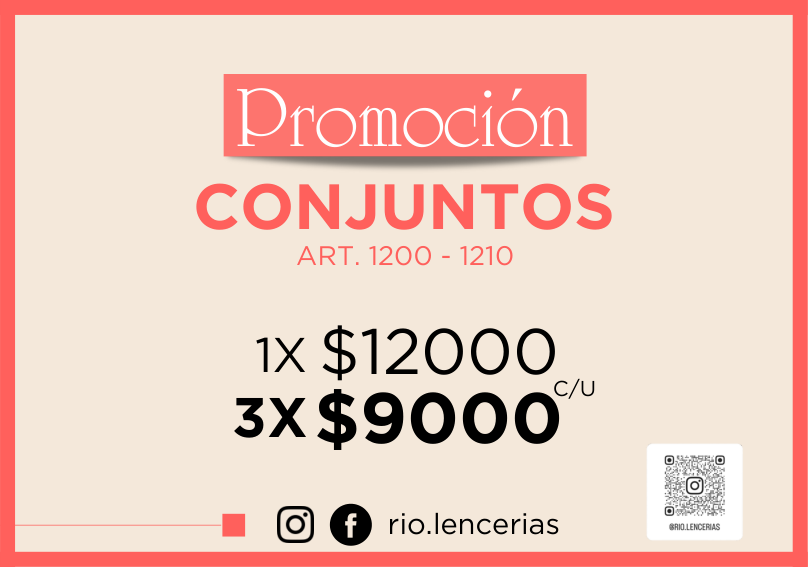 Promoción
CONJUNTOS
ART. 1200 - 1210
1X $12000
3X $9000 C/U
rio.lencerias
@RIO.LENCERIAS